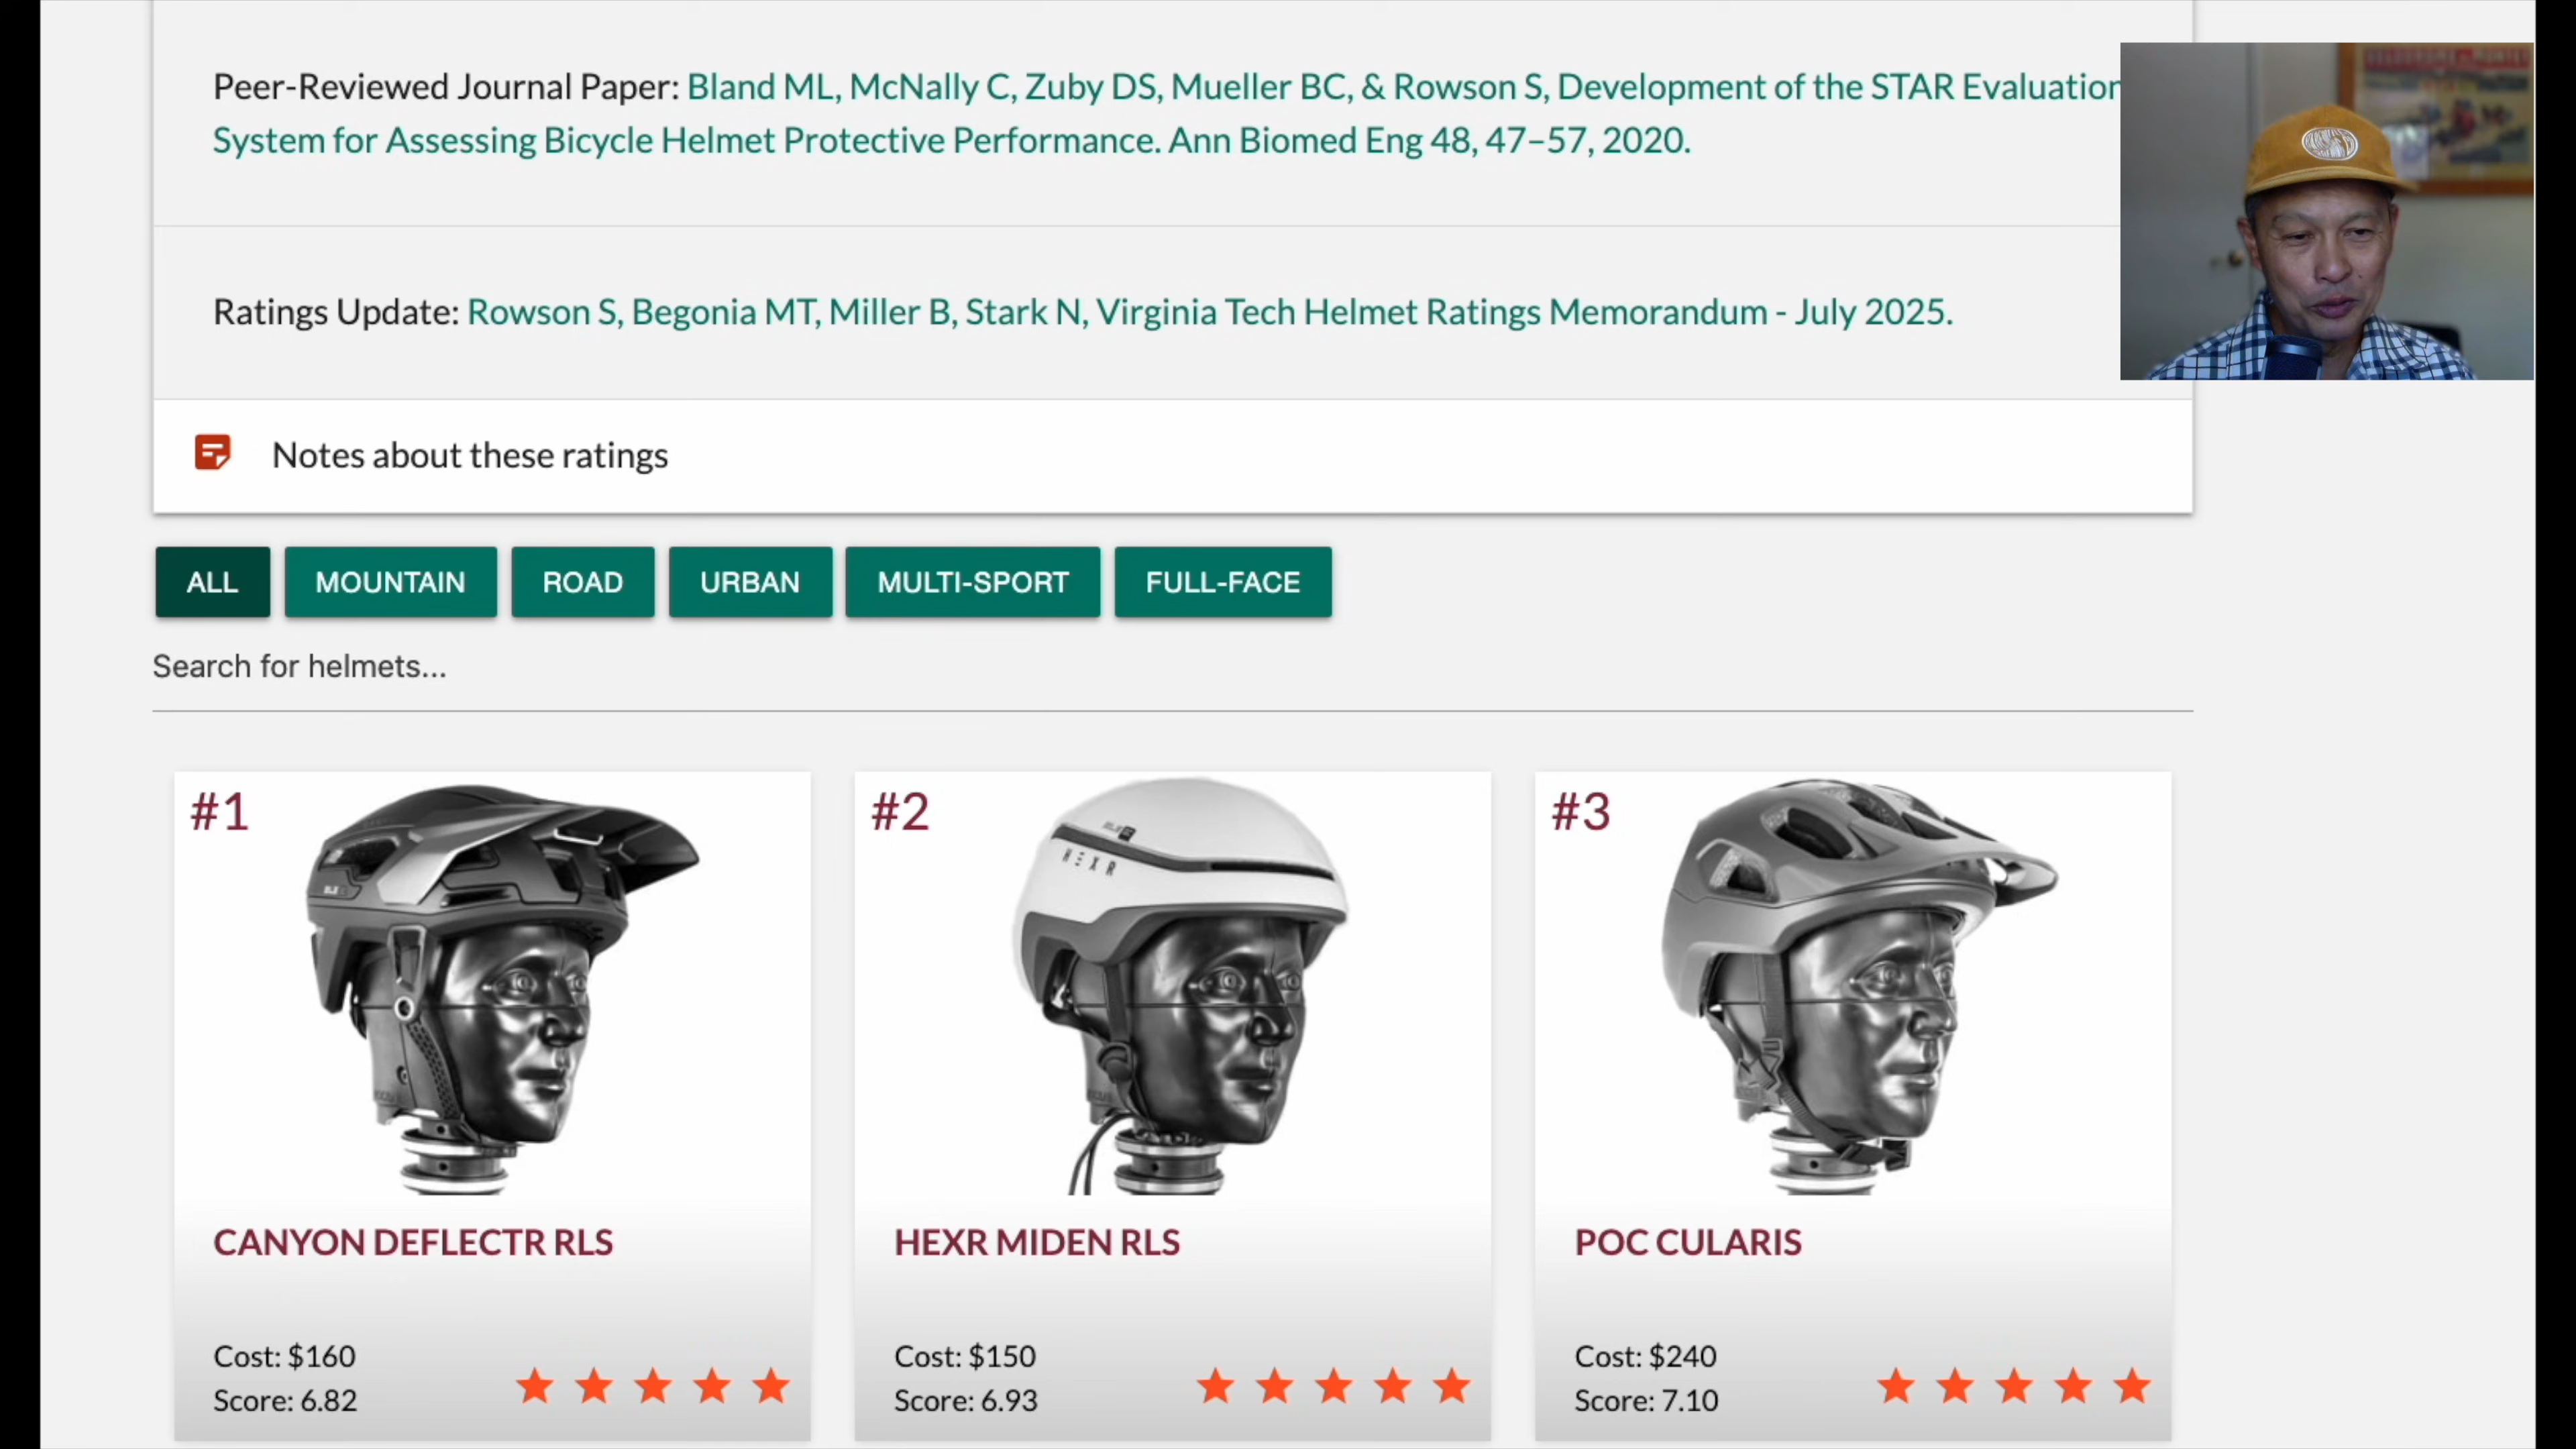 Peer-Reviewed Journal Paper: Bland ML, McNally C, Zuby DS, Mueller BC, & Rowson S, Development of the STAR Evaluation
System for Assessing Bicycle Helmet Protective Performance. Ann Biomed Eng 48, 47–57, 2020.
Ratings Update: Rowson S, Begonia MT, Miller B, Stark N, Virginia Tech Helmet Ratings Memorandum - July 2025.
Notes about these ratings
ALL MOUNTAIN ROAD URBAN MULTI-SPORT FULL-FACE
Search for helmets...
#1 #2 #3
HEXR
CANYON DEFLECTR RLS HEXR MIDEN RLS POC CULARIS
Cost: $160 Cost: $150 Cost: $240
Score: 6.82 Score: 6.93 Score: 7.10